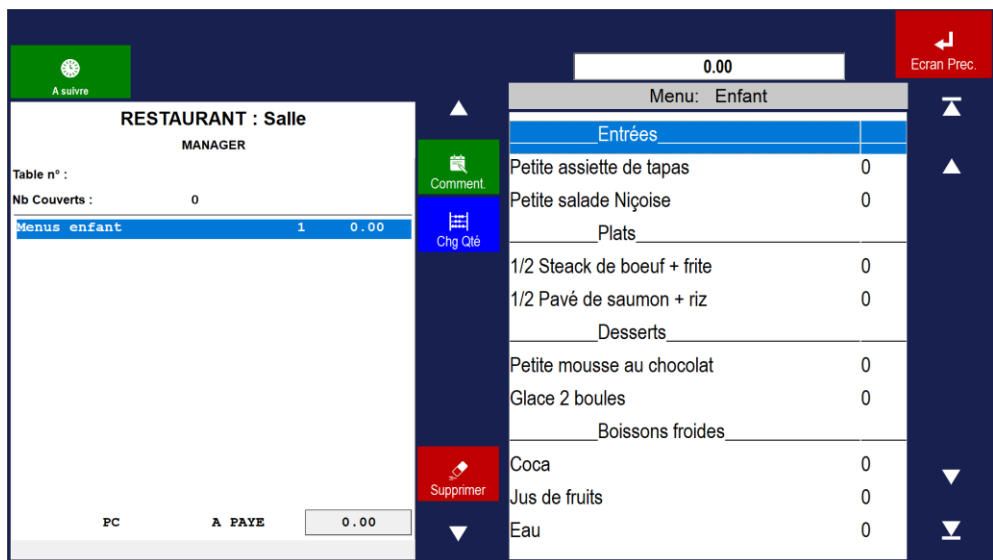 A suivre
RESTAURANT : Salle
MANAGER
Table n° :
Nb Couverts : 0
Menus enfant 1 0.00
PC A PAYE 0.00
Comment.
Chg Qté
Supprimer
0.00
Ecran Prec.
Menu: Enfant
Entrées
Petite assiette de tapas 0
Petite salade Niçoise 0
Plats
1/2 Steack de boeuf + frite 0
1/2 Pavé de saumon + riz 0
Desserts
Petite mousse au chocolat 0
Glace 2 boules 0
Boissons froides
Coca 0
Jus de fruits 0
Eau 0